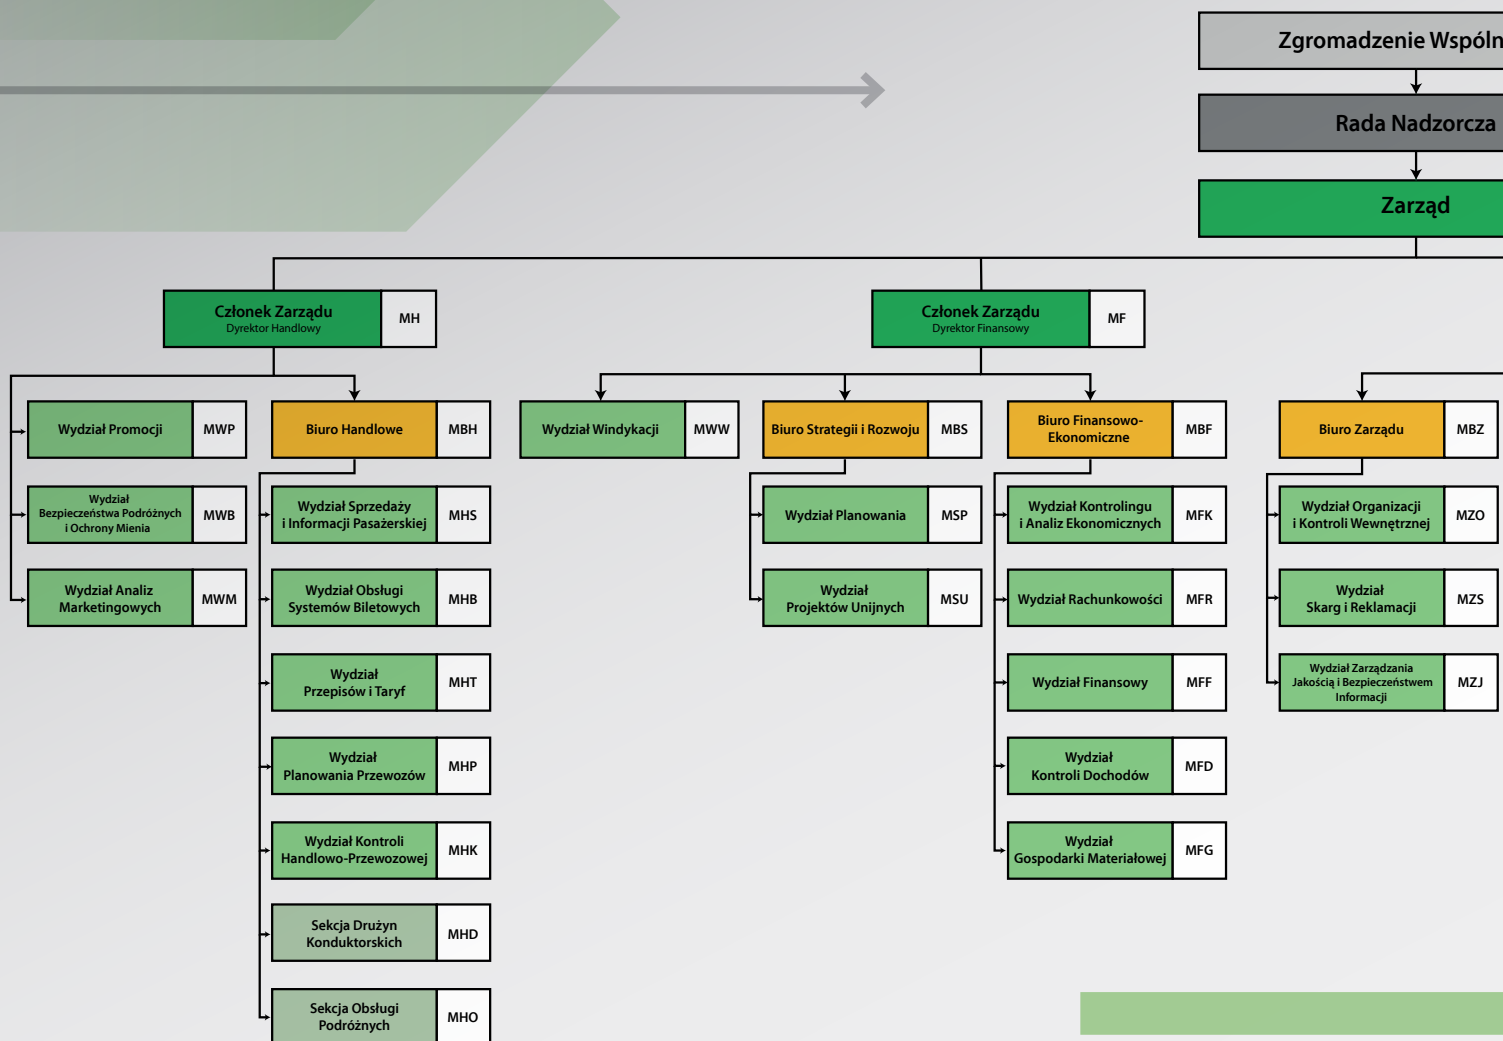 Zgromadzenie Wspóln
Rada Nadzorcza
Zarząd
Członek Zarządu
Dyrektor Handlowy
MH
Członek Zarządu
Dyrektor Finansowy
MF
Wydział Promocji
MWP
Wydział
Bezpieczeństwa Podróżnych
i Ochrony Mienia
MWB
Wydział Analiz
Marketingowych
MWM
Biuro Handlowe
MBH
Wydział Sprzedaży
i Informacji Pasażerskiej
MHS
Wydział Obsługi
Systemów Biletowych
MHB
Wydział
Przepisów i Taryf
MHT
Wydział
Planowania Przewozów
MHP
Wydział Kontroli
Handlowo-Przewozowej
MHK
Sekcja Drużyn
Konduktorskich
MHD
Sekcja Obsługi
Podróżnych
MHO
Wydział Windykacji
MWW
Biuro Strategii i Rozwoju
MBS
Wydział Planowania
MSP
Wydział
Projektów Unijnych
MSU
Biuro Finansowo-
Ekonomiczne
MBF
Wydział Kontrolingu
i Analiz Ekonomicznych
MFK
Wydział Rachunkowości
MFR
Wydział Finansowy
MFF
Wydział
Kontroli Dochodów
MFD
Wydział
Gospodarki Materiałowej
MFG
Biuro Zarządu
MBZ
Wydział Organizacji
i Kontroli Wewnętrznej
MZO
Wydział
Skarg i Reklamacji
MZS
Wydział Zarządzania
Jakością i Bezpieczeństwem
Informacji
MZJ